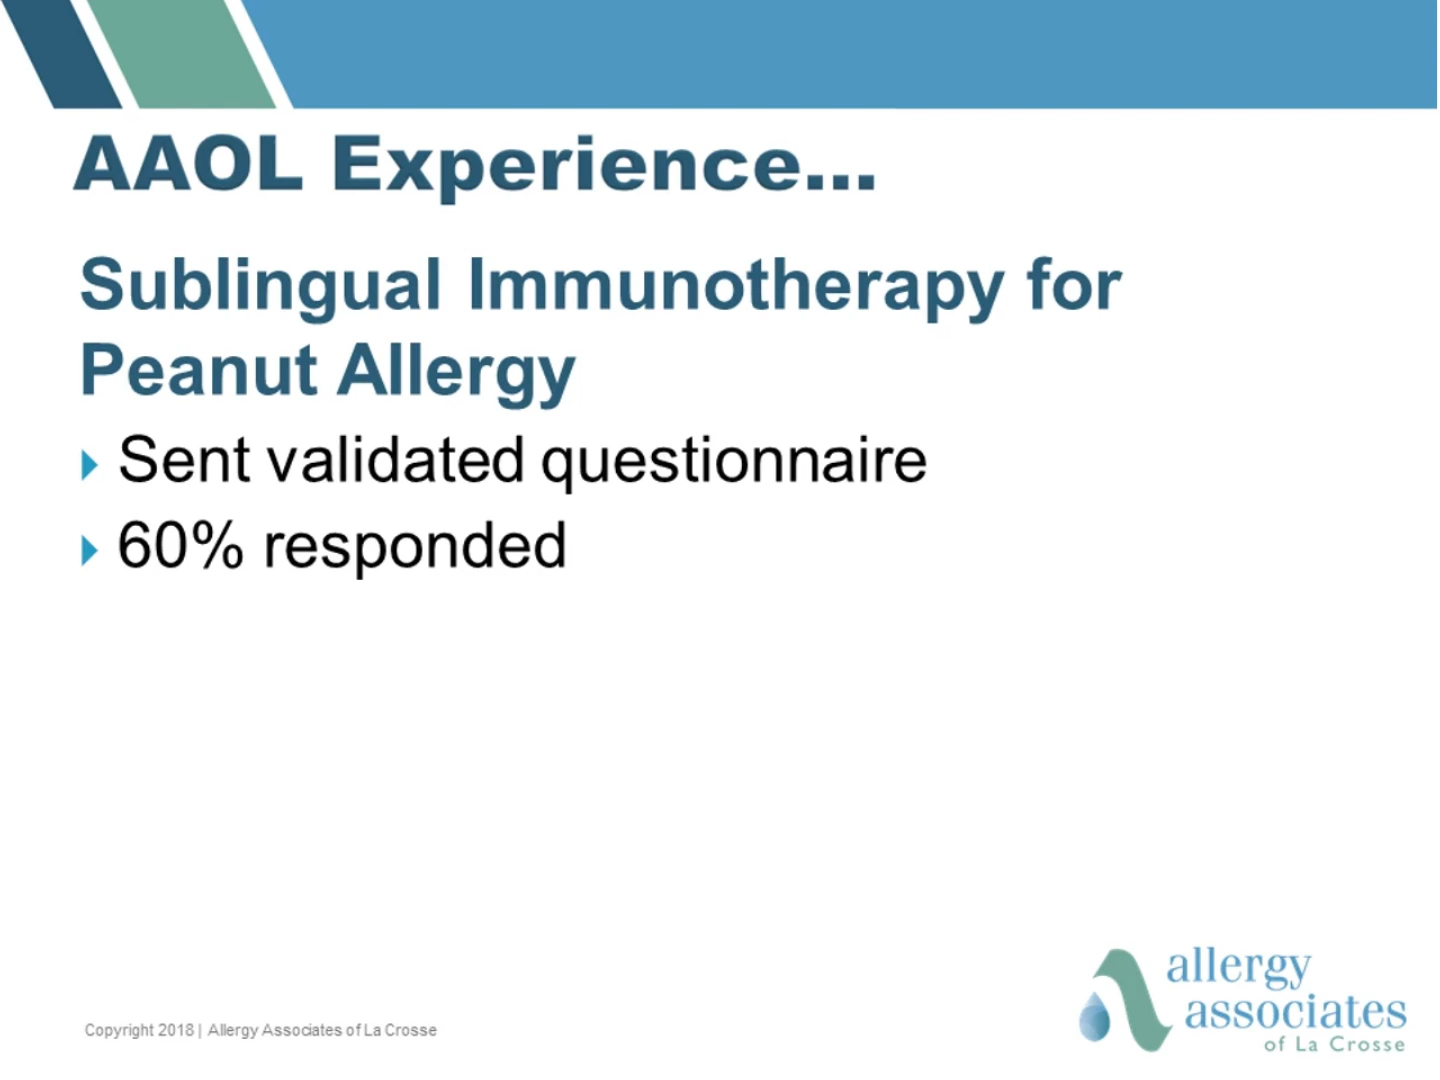 AAOL Experience...
Sublingual Immunotherapy for
Peanut Allergy
Sent validated questionnaire
60% responded
Copyright 2018 | Allergy Associates of La Crosse
allergy
associates
of La Crosse